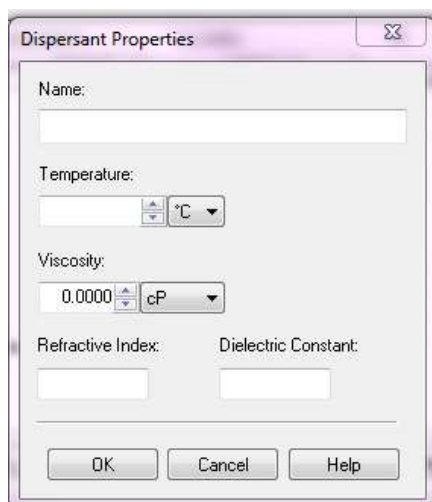 Dispersant Properties
Name:
Temperature:
°C
Viscosity:
0.0000 cP
Refractive Index: Dielectric Constant:
OK Cancel Help